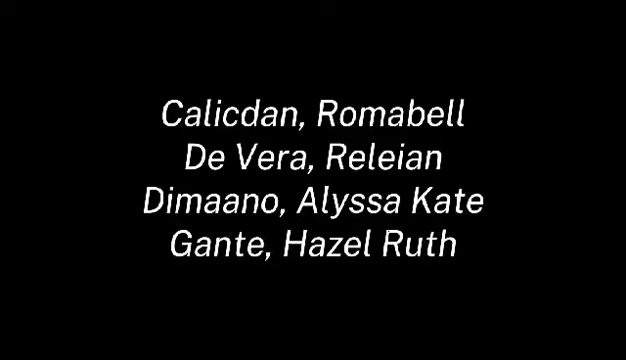 Calicdan, Romabell
De Vera, Releian
Dimaano, Alyssa Kate
Gante, Hazel Ruth